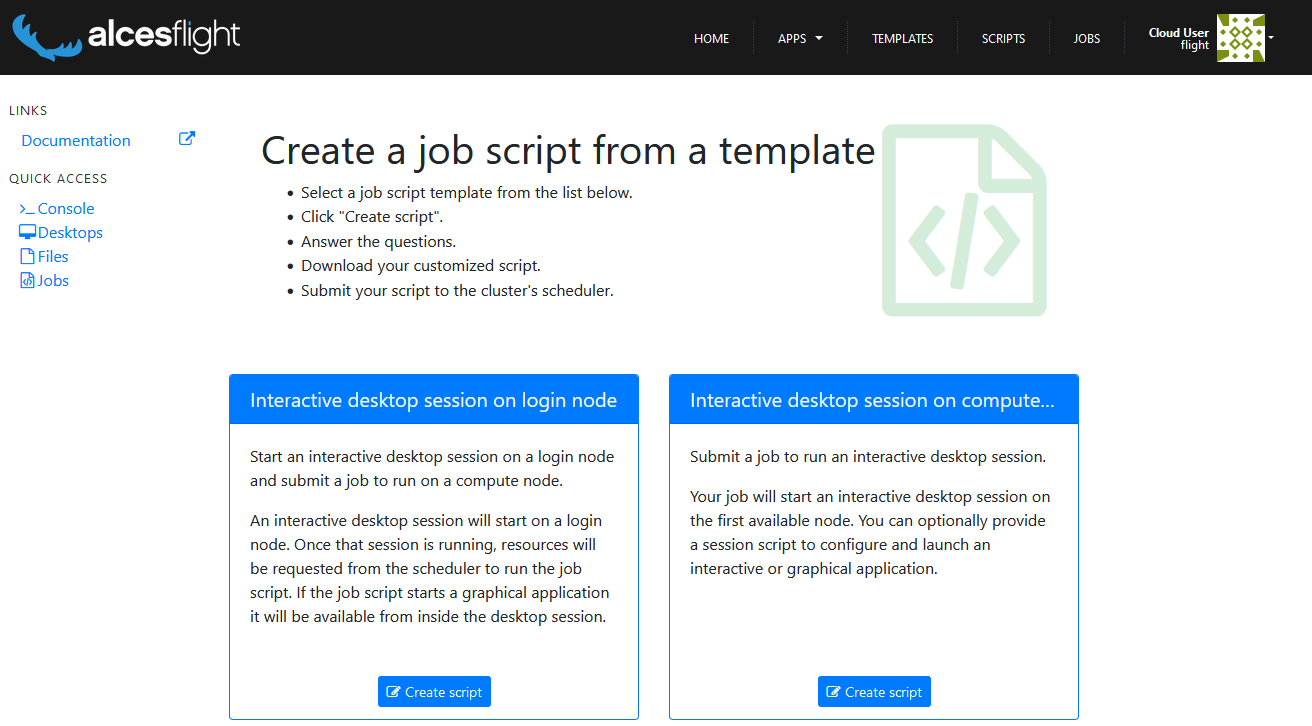 alcesflight
HOME
APPS
TEMPLATES
SCRIPTS
JOBS
Cloud User
flight
LINKS
Documentation
QUICK ACCESS
Console
Desktops
Files
Jobs
Create a job script from a template
• Select a job script template from the list below.
• Click "Create script".
• Answer the questions.
• Download your customized script.
• Submit your script to the cluster's scheduler.
Interactive desktop session on login node
Start an interactive desktop session on a login node
and submit a job to run on a compute node.
An interactive desktop session will start on a login
node. Once that session is running, resources will
be requested from the scheduler to run the job
script. If the job script starts a graphical application
it will be available from inside the desktop session.
Create script
Interactive desktop session on compute...
Submit a job to run an interactive desktop session.
Your job will start an interactive desktop session on
the first available node. You can optionally provide
a session script to configure and launch an
interactive or graphical application.
Create script